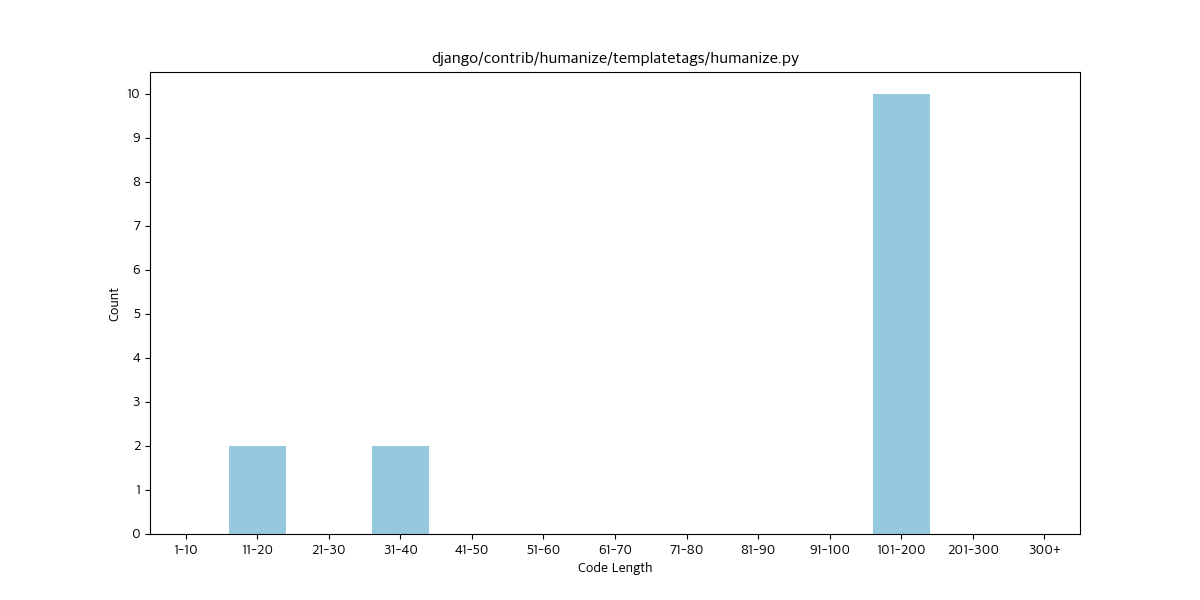 django/contrib/humanize/templatetags/humanize.py
10
9
8
7
6
5
4
3
2
1
0
Count
1-10 11-20 21-30 31-40 41-50 51-60 61-70 71-80 81-90 91-100 101-200 201-300 300+
Code Length